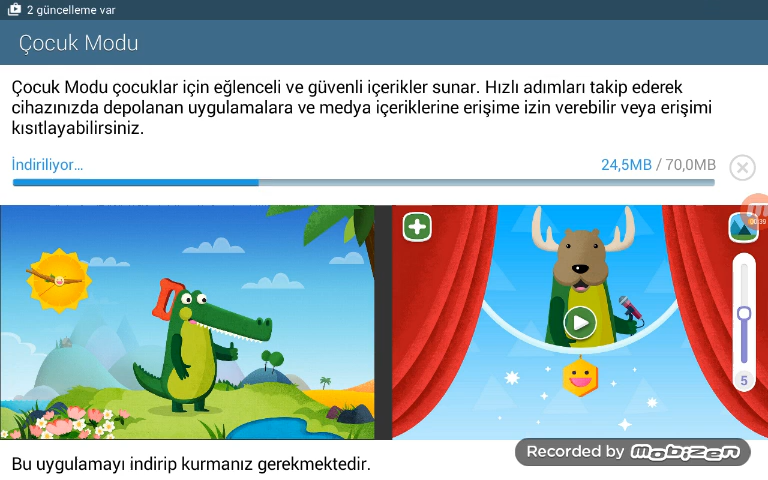 2 güncelleme var
Çocuk Modu
Çocuk Modu çocuklar için eğlenceli ve güvenli içerikler sunar. Hızlı adımları takip ederek
cihazınızda depolanan uygulamalara ve medya içeriklerine erişime izin verebilir veya erişimi
kısıtlayabilirsiniz.
İndiriliyor...
24,5MB / 70,0MB
00:39
5
Bu uygulamayı indirip kurmanız gerekmektedir.
Recorded by mobizen